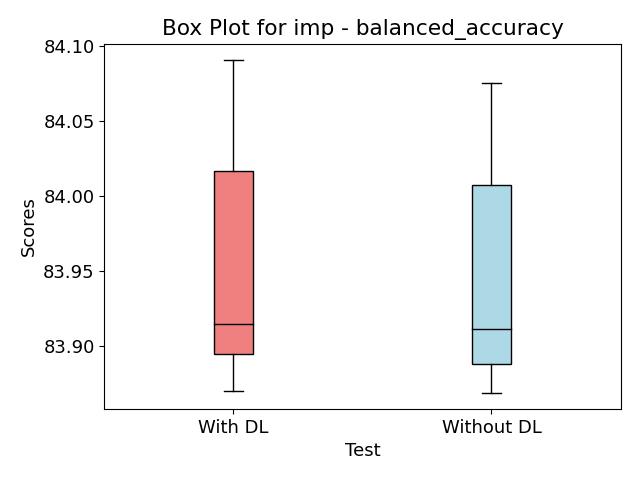 Box Plot for imp - balanced_accuracy
84.10
84.05
84.00
83.95
83.90
Scores
With DL
Without DL
Test